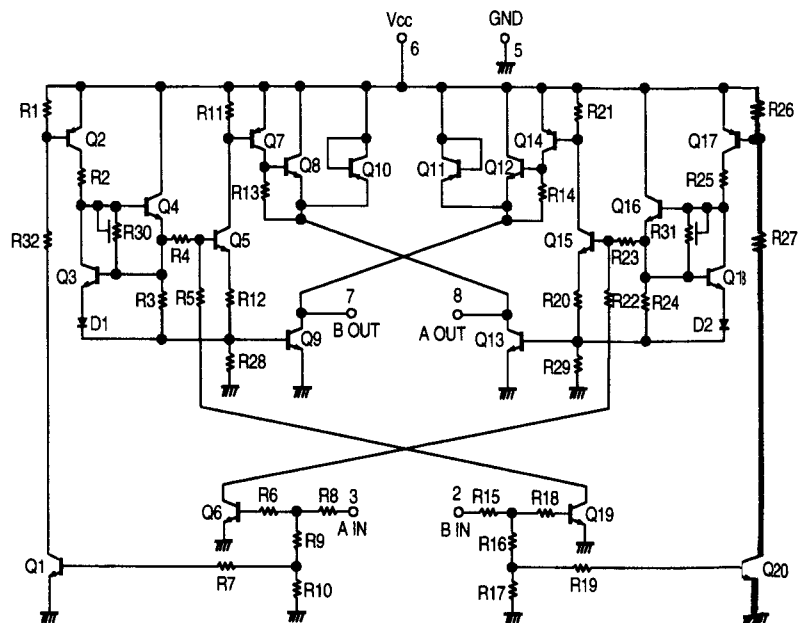 Vcc GND
6 5
R1 R11 R21 R26
Q2 Q7 Q8 Q10 Q11 Q12 Q14 Q17
R2 R13 R14 R25
Q4 Q16
R32 R30 R4 Q5 Q15 R23 R31 R27
Q3 R3 R5 R12 R20 R22 R24 Q18
D1 7 8 D2
Q9 B OUT A OUT Q13
R28 R29
R6 R8 3 2 R15 R18
Q6 A IN B IN Q19
R9 R16
Q1 R7 R10 R17 R19 Q20